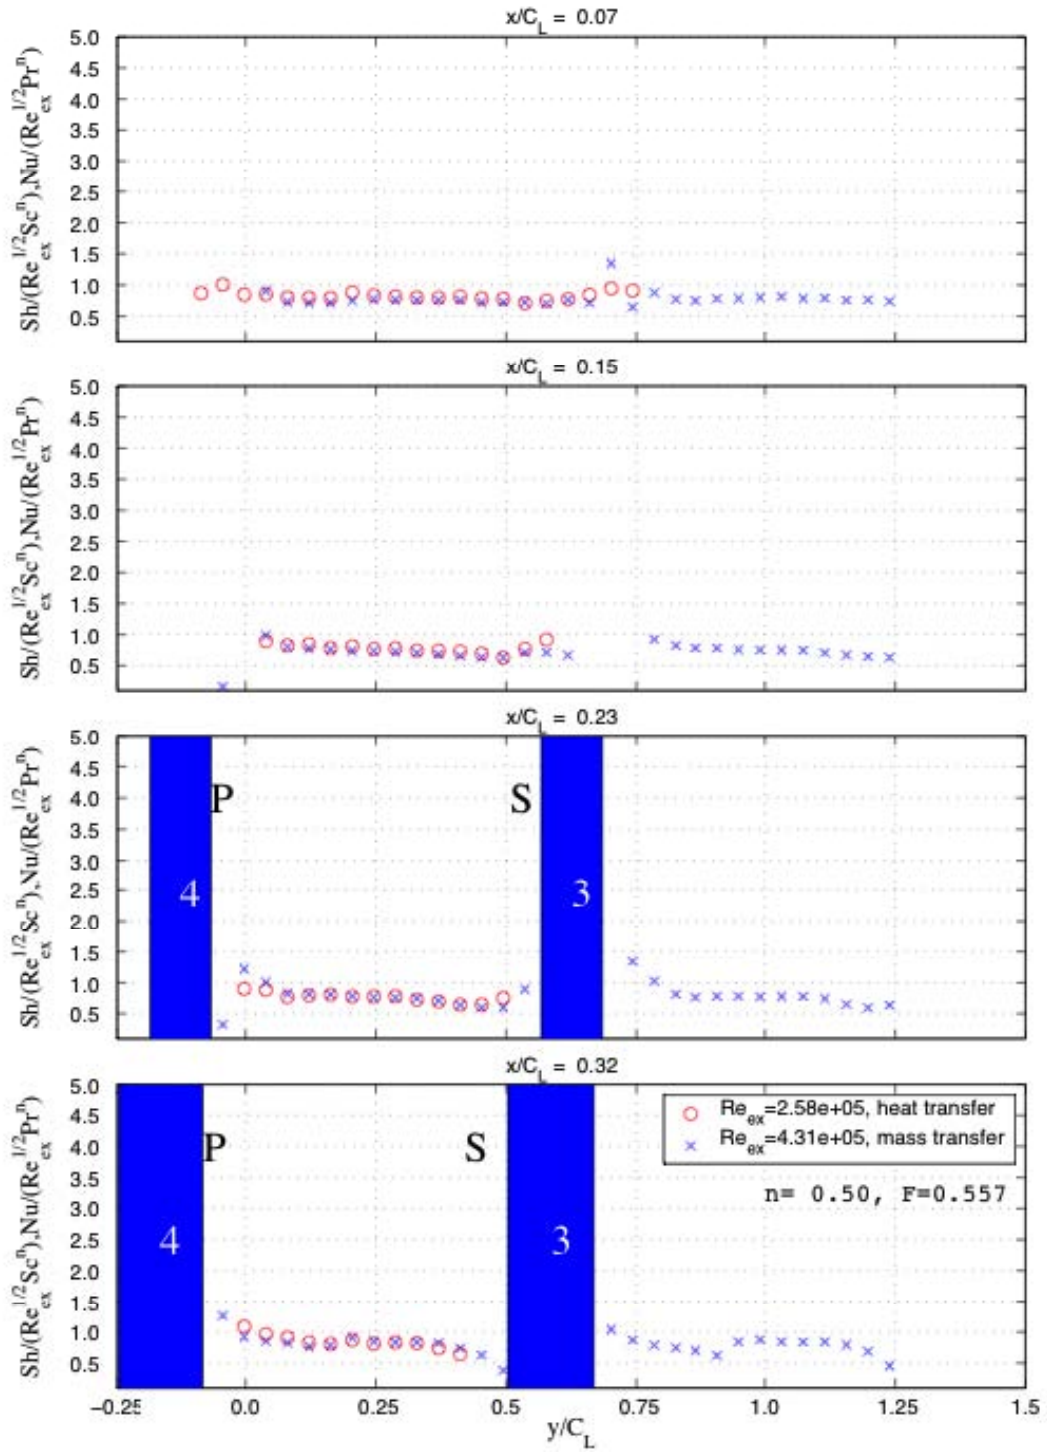 x/C_L = 0.07
Sh/(Re_ex^1/2 Sc^n),Nu/(Re_ex^1/2 Pr^n)
5.0
4.5
4.0
3.5
3.0
2.5
2.0
1.5
1.0
0.5
x/C_L = 0.15
Sh/(Re_ex^1/2 Sc^n),Nu/(Re_ex^1/2 Pr^n)
5.0
4.5
4.0
3.5
3.0
2.5
2.0
1.5
1.0
0.5
x/C_L = 0.23
Sh/(Re_ex^1/2 Sc^n),Nu/(Re_ex^1/2 Pr^n)
5.0
4.5
4.0
3.5
3.0
2.5
2.0
1.5
1.0
0.5
P S
4 3
x/C_L = 0.32
Sh/(Re_ex^1/2 Sc^n),Nu/(Re_ex^1/2 Pr^n)
5.0
4.5
4.0
3.5
3.0
2.5
2.0
1.5
1.0
0.5
Re_ex=2.58e+05, heat transfer
Re_ex=4.31e+05, mass transfer
n= 0.50, F=0.557
P S
4 3
−0.25 0.0 0.25 0.5 0.75 1.0 1.25 1.5
y/C_L